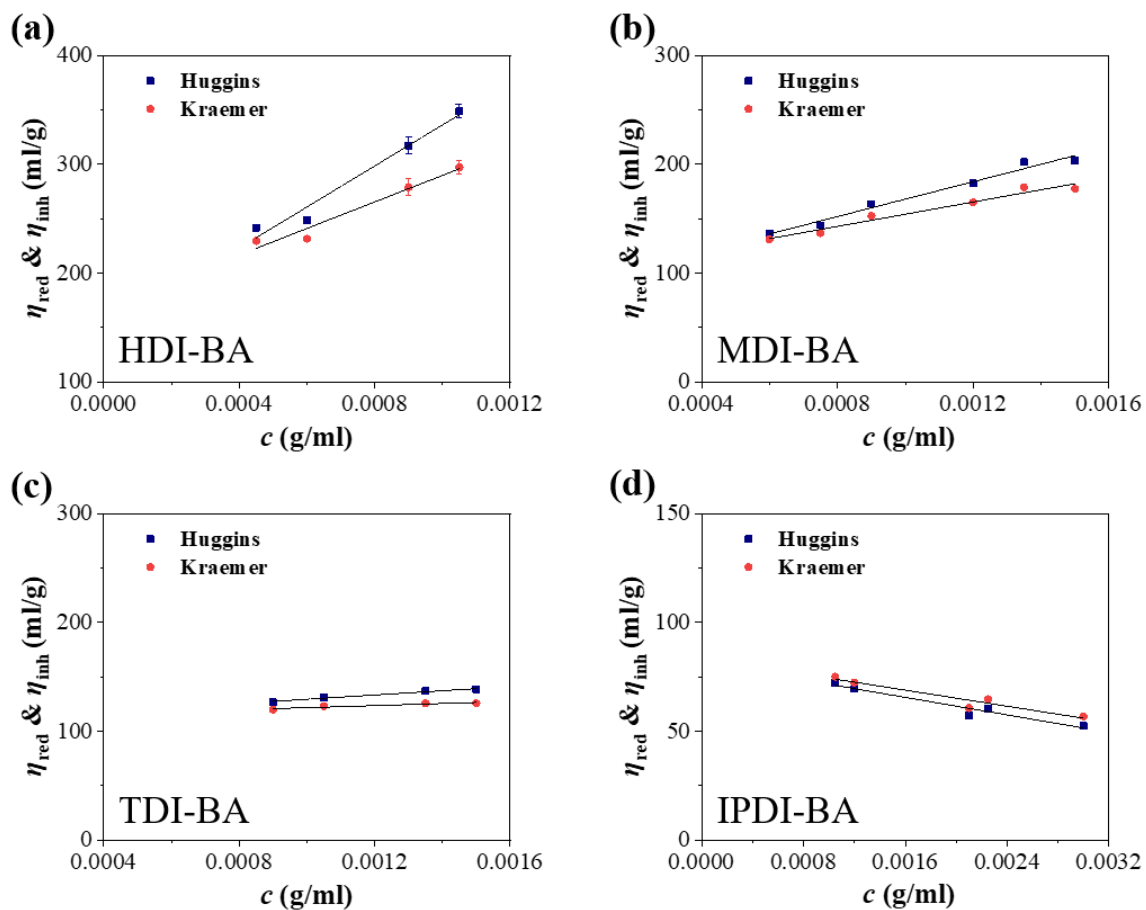 (a)
400
300
200
100
η_red & η_inh (ml/g)
Huggins
Kraemer
HDI-BA
0.0000 0.0004 0.0008 0.0012
c (g/ml)
(b)
300
200
100
0
η_red & η_inh (ml/g)
Huggins
Kraemer
MDI-BA
0.0004 0.0008 0.0012 0.0016
c (g/ml)
(c)
300
200
100
0
η_red & η_inh (ml/g)
Huggins
Kraemer
TDI-BA
0.0004 0.0008 0.0012 0.0016
c (g/ml)
(d)
150
100
50
0
η_red & η_inh (ml/g)
Huggins
Kraemer
IPDI-BA
0.0000 0.0008 0.0016 0.0024 0.0032
c (g/ml)